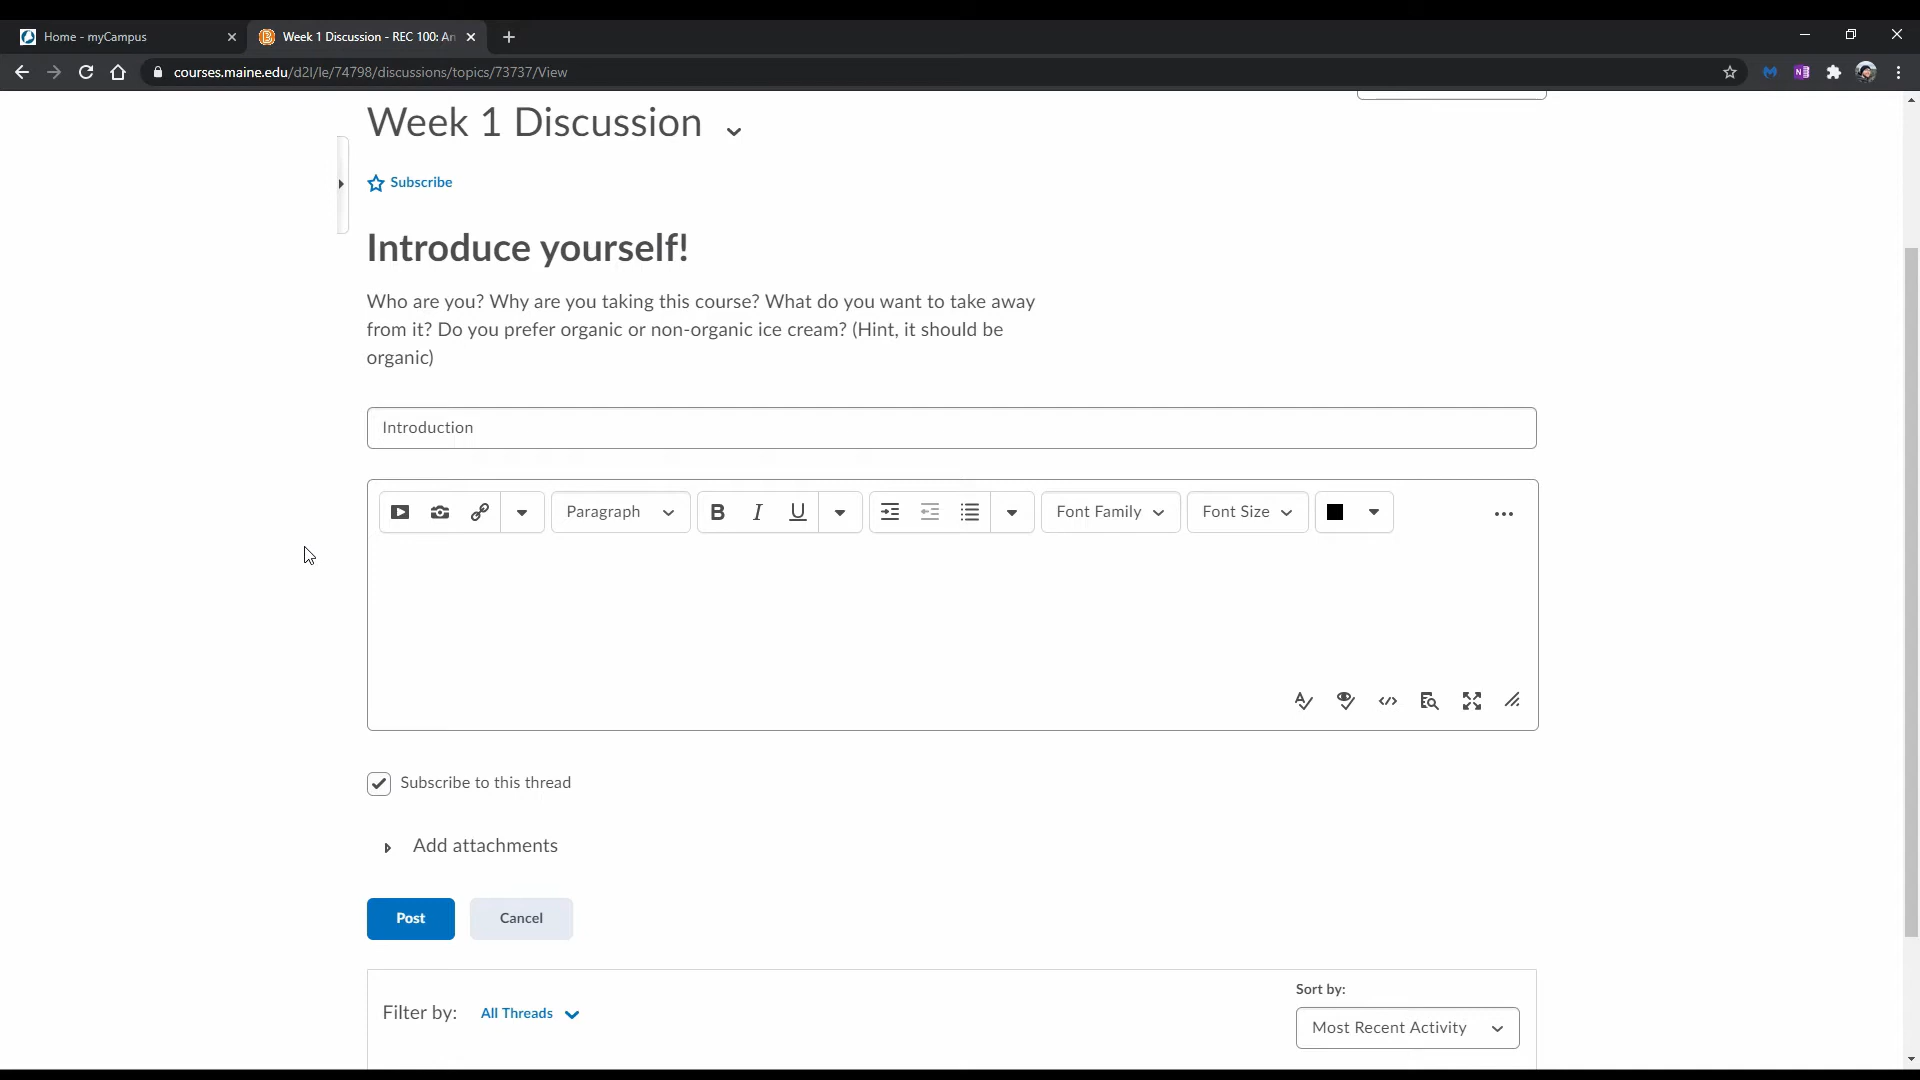 Home - myCampus
Week 1 Discussion - REC 100: An
courses.maine.edu/d2l/le/74798/discussions/topics/73737/View
Week 1 Discussion
Subscribe
Introduce yourself!
Who are you? Why are you taking this course? What do you want to take away
from it? Do you prefer organic or non-organic ice cream? (Hint, it should be
organic)
Introduction
Paragraph
B I U
Font Family
Font Size
Subscribe to this thread
Add attachments
Post
Cancel
Filter by: All Threads
Sort by:
Most Recent Activity